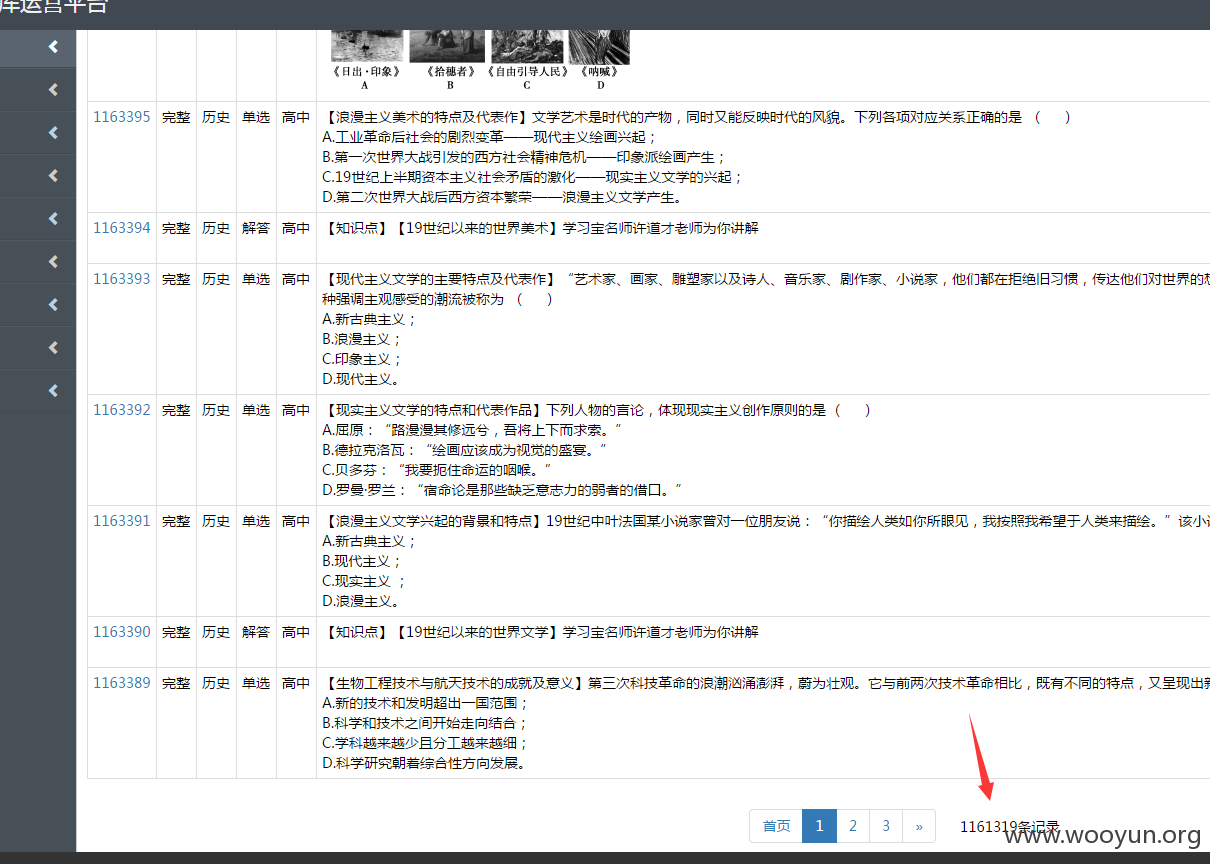 库运营平台
《日出·印象》 《拾穗者》 《自由引导人民》 《呐喊》
A B C D
1163395 完整 历史 单选 高中 【浪漫主义美术的特点及代表作】文学艺术是时代的产物，同时又能反映时代的风貌。下列各项对应关系正确的是 （ ）
A.工业革命后社会的剧烈变革——现代主义绘画兴起；
B.第一次世界大战引发的西方社会精神危机——印象派绘画产生；
C.19世纪上半期资本主义社会矛盾的激化——现实主义文学的兴起；
D.第二次世界大战后西方资本繁荣——浪漫主义文学产生。
1163394 完整 历史 解答 高中 【知识点】【19世纪以来的世界美术】学习宝名师许道才老师为你讲解
1163393 完整 历史 单选 高中 【现代主义文学的主要特点及代表作】“艺术家、画家、雕塑家以及诗人、音乐家、剧作家、小说家，他们都在拒绝旧习惯，传达他们对世界的想
种强调主观感受的潮流被称为 （ ）
A.新古典主义；
B.浪漫主义；
C.印象主义；
D.现代主义。
1163392 完整 历史 单选 高中 【现实主义文学的特点和代表作品】下列人物的言论，体现现实主义创作原则的是（ ）
A.屈原：“路漫漫其修远兮，吾将上下而求索。”
B.德拉克洛瓦：“绘画应该成为视觉的盛宴。”
C.贝多芬：“我要扼住命运的咽喉。”
D.罗曼·罗兰：“宿命论是那些缺乏意志力的弱者的借口。”
1163391 完整 历史 单选 高中 【浪漫主义文学兴起的背景和特点】19世纪中叶法国某小说家曾对一位朋友说：“你描绘人类如你所眼见，我按照我希望于人类来描绘。”该小说
A.新古典主义；
B.现代主义；
C.现实主义 ；
D.浪漫主义。
1163390 完整 历史 解答 高中 【知识点】【19世纪以来的世界文学】学习宝名师许道才老师为你讲解
1163389 完整 历史 单选 高中 【生物工程技术与航天技术的成就及意义】第三次科技革命的浪潮汹涌澎湃，蔚为壮观。它与前两次技术革命相比，既有不同的特点，又呈现出新
A.新的技术和发明超出一国范围；
B.科学和技术之间开始走向结合；
C.学科越来越少且分工越来越细；
D.科学研究朝着综合性方向发展。
首页 1 2 3 » 1161319条记录
www.wooyun.org